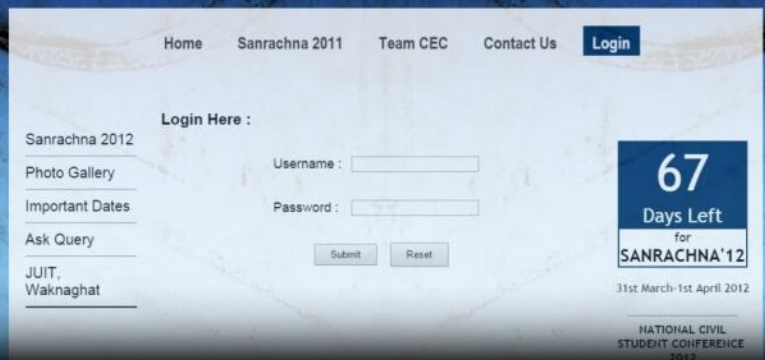 Home Sanrachna 2011 Team CEC Contact Us Login
Login Here :
Sanrachna 2012
Photo Gallery
Important Dates
Ask Query
JUIT,
Waknaghat
Username :
Password :
Submit Reset
67
Days Left
for
SANRACHNA'12
31st March-1st April 2012
NATIONAL CIVIL
STUDENT CONFERENCE
2012